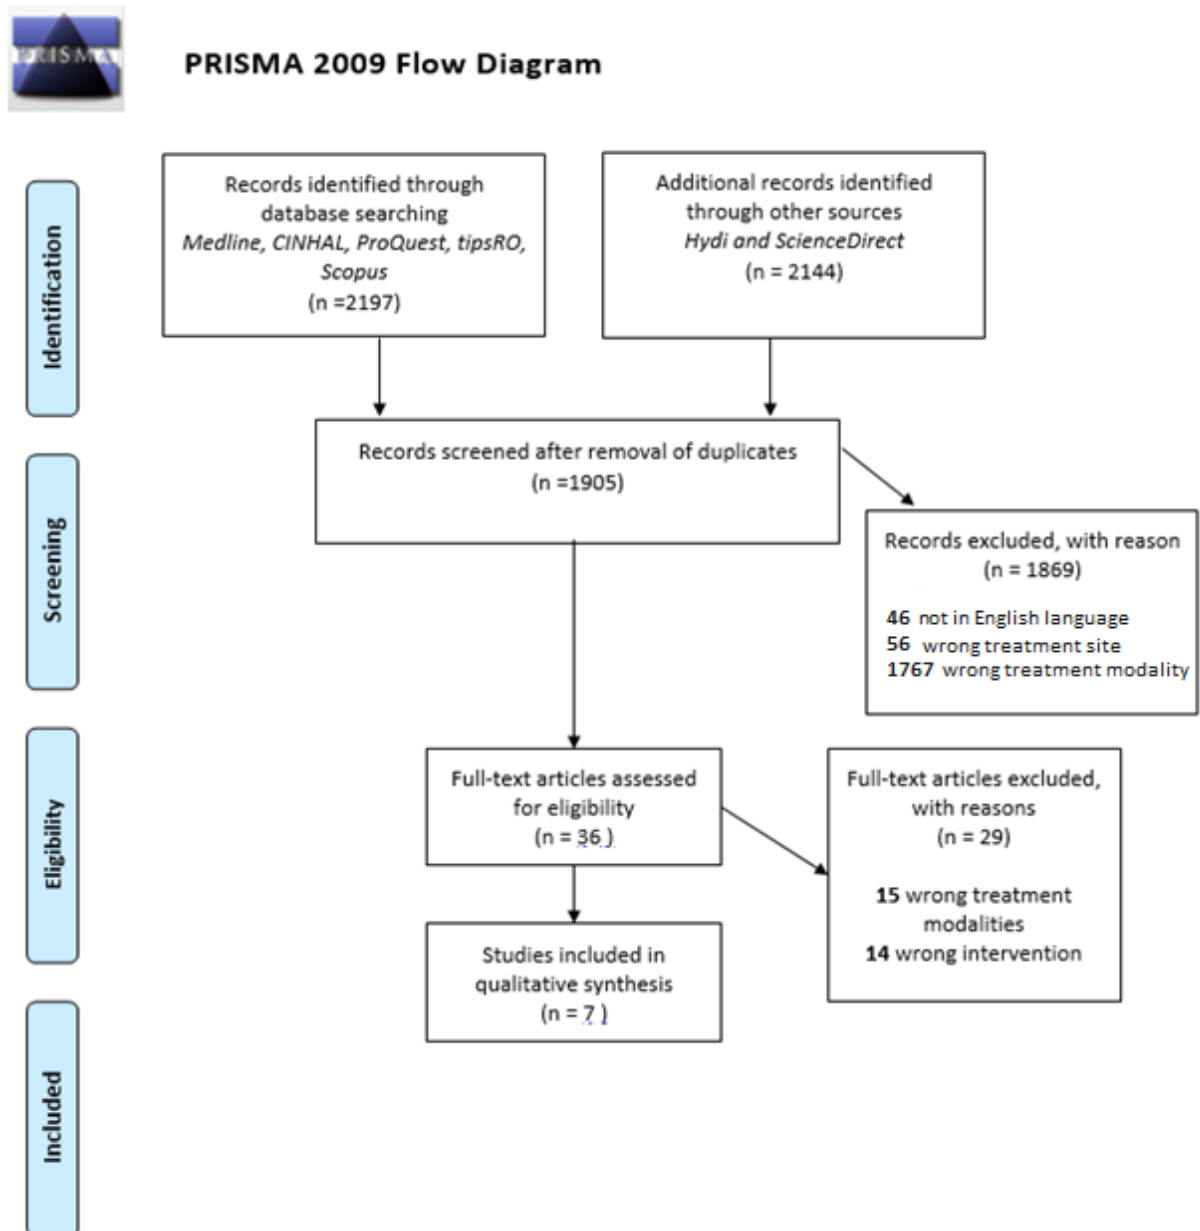 PRISMA
PRISMA 2009 Flow Diagram
Identification
Records identified through
database searching
Medline, CINHAL, ProQuest, tipsRO,
Scopus
(n =2197)
Additional records identified
through other sources
Hydi and ScienceDirect
(n = 2144)
Records screened after removal of duplicates
(n =1905)
Screening
Records excluded, with reason
(n = 1869)
46 not in English language
56 wrong treatment site
1767 wrong treatment modality
Eligibility
Full-text articles assessed
for eligibility
(n = 36 )
Full-text articles excluded,
with reasons
(n = 29)
15 wrong treatment
modalities
14 wrong intervention
Studies included in
qualitative synthesis
(n = 7 )
Included